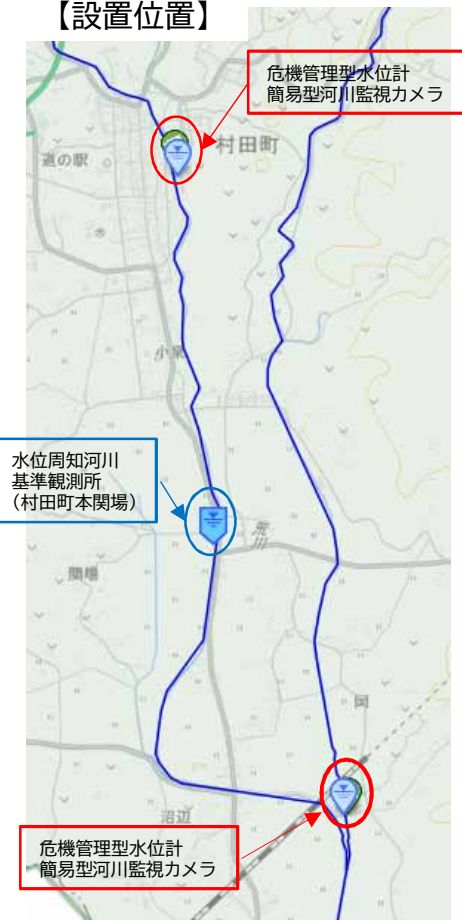 【設置位置】
危機管理型水位計
簡易型河川監視カメラ
道の駅
村田町
小泉
水位周知河川
基準観測所
(村田町本関場)
荒川
関場
岡
沼辺
危機管理型水位計
簡易型河川監視カメラ